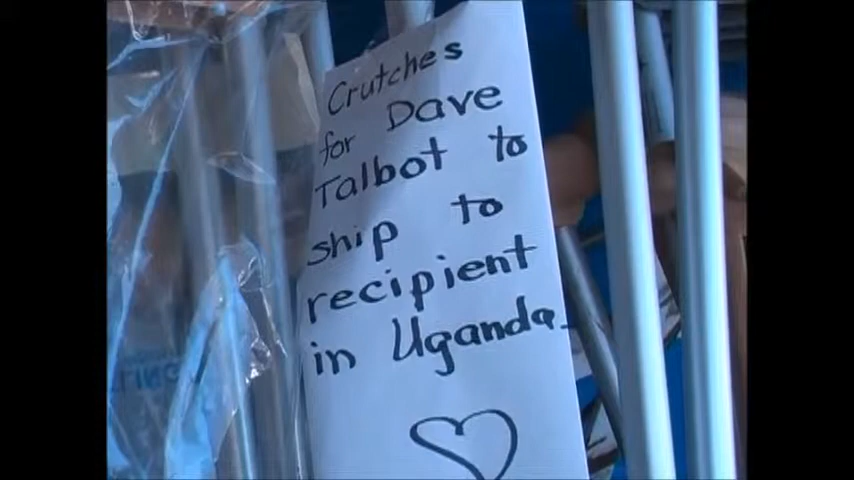 Crutches
for Dave
Talbot to
ship to
recipient
in Uganda